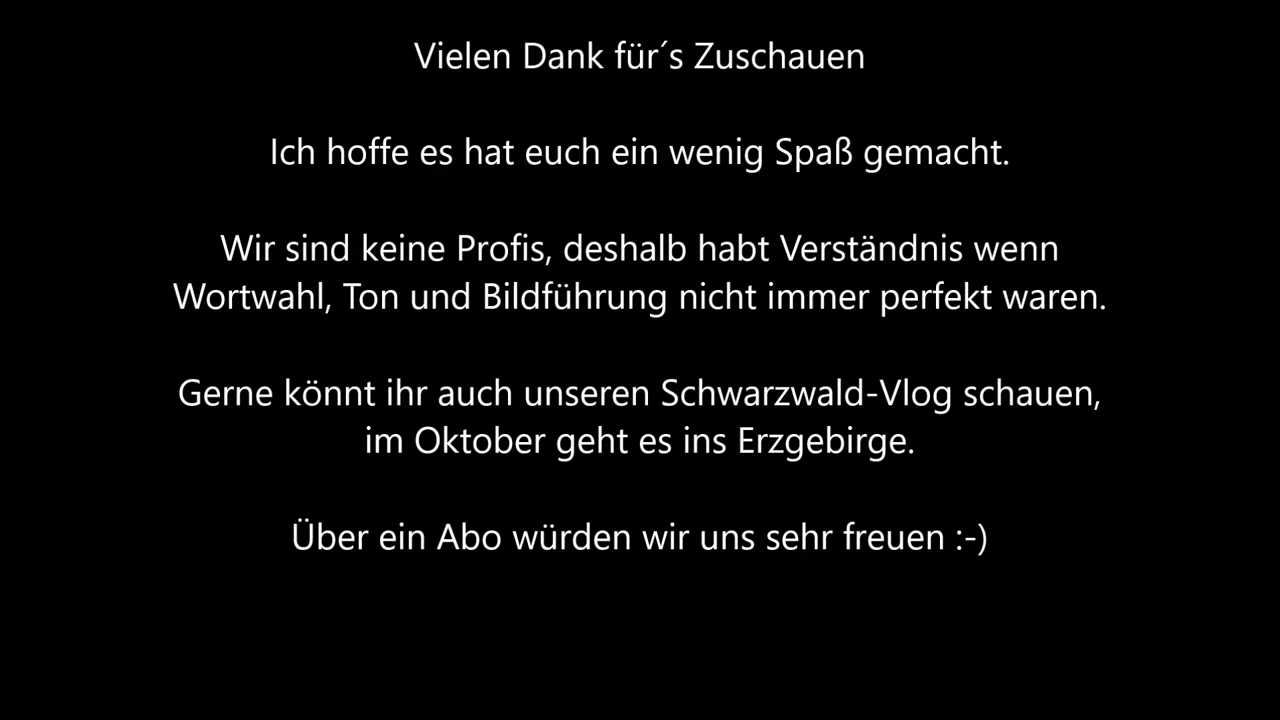 Vielen Dank für´s Zuschauen
Ich hoffe es hat euch ein wenig Spaß gemacht.
Wir sind keine Profis, deshalb habt Verständnis wenn
Wortwahl, Ton und Bildführung nicht immer perfekt waren.
Gerne könnt ihr auch unseren Schwarzwald-Vlog schauen,
im Oktober geht es ins Erzgebirge.
Über ein Abo würden wir uns sehr freuen :-)